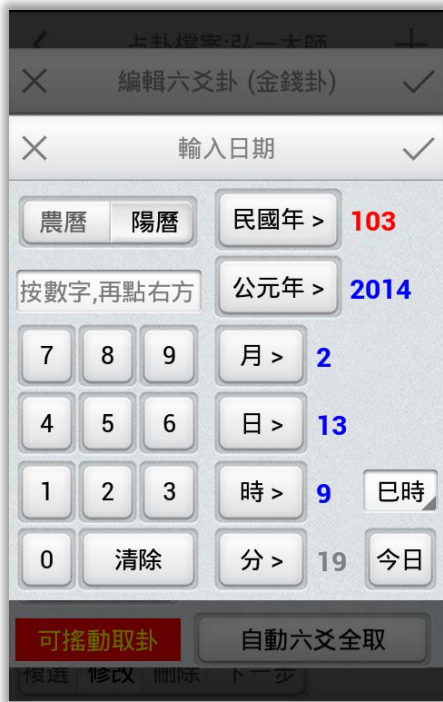 占卦檔案:弘一大師
編輯六爻卦 (金錢卦)
輸入日期
農曆 陽曆 民國年 > 103
按數字,再點右方 公元年 > 2014
7 8 9 月 > 2
4 5 6 日 > 13
1 2 3 時 > 9 巳時
0 清除 分 > 19 今日
可搖動取卦 自動六爻全取
複選 修改 刪除 下一步